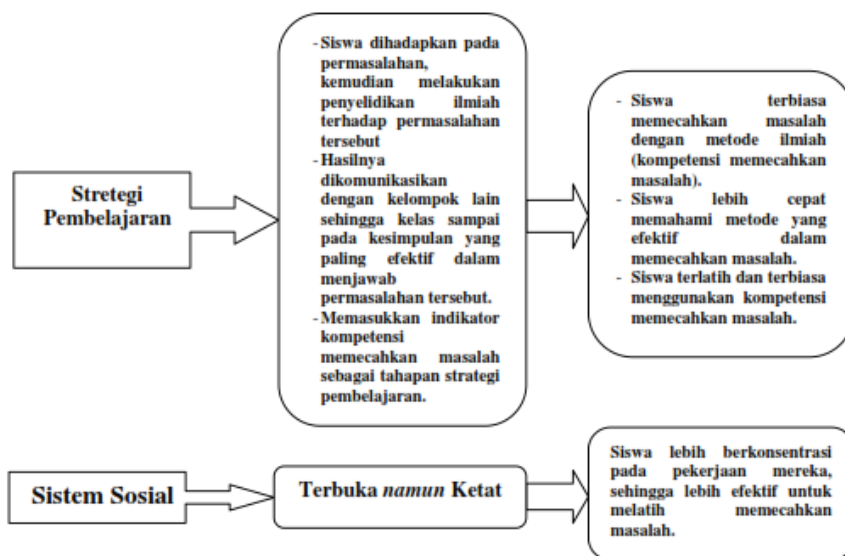 Stretegi
Pembelajaran
- Siswa dihadapkan pada
permasalahan,
kemudian melakukan
penyelidikan ilmiah
terhadap permasalahan
tersebut
- Hasilnya
dikomunikasikan
dengan kelompok lain
sehingga kelas sampai
pada kesimpulan yang
paling efektif dalam
menjawab
permasalahan tersebut.
- Memasukkan indikator
kompetensi
memecahkan masalah
sebagai tahapan strategi
pembelajaran.
- Siswa terbiasa
memecahkan masalah
dengan metode ilmiah
(kompetensi memecahkan
masalah).
- Siswa lebih cepat
memahami metode yang
efektif dalam
memecahkan masalah.
- Siswa terlatih dan terbiasa
menggunakan kompetensi
memecahkan masalah.
Sistem Sosial
Terbuka namun Ketat
Siswa lebih berkonsentrasi
pada pekerjaan mereka,
sehingga lebih efektif untuk
melatih memecahkan
masalah.